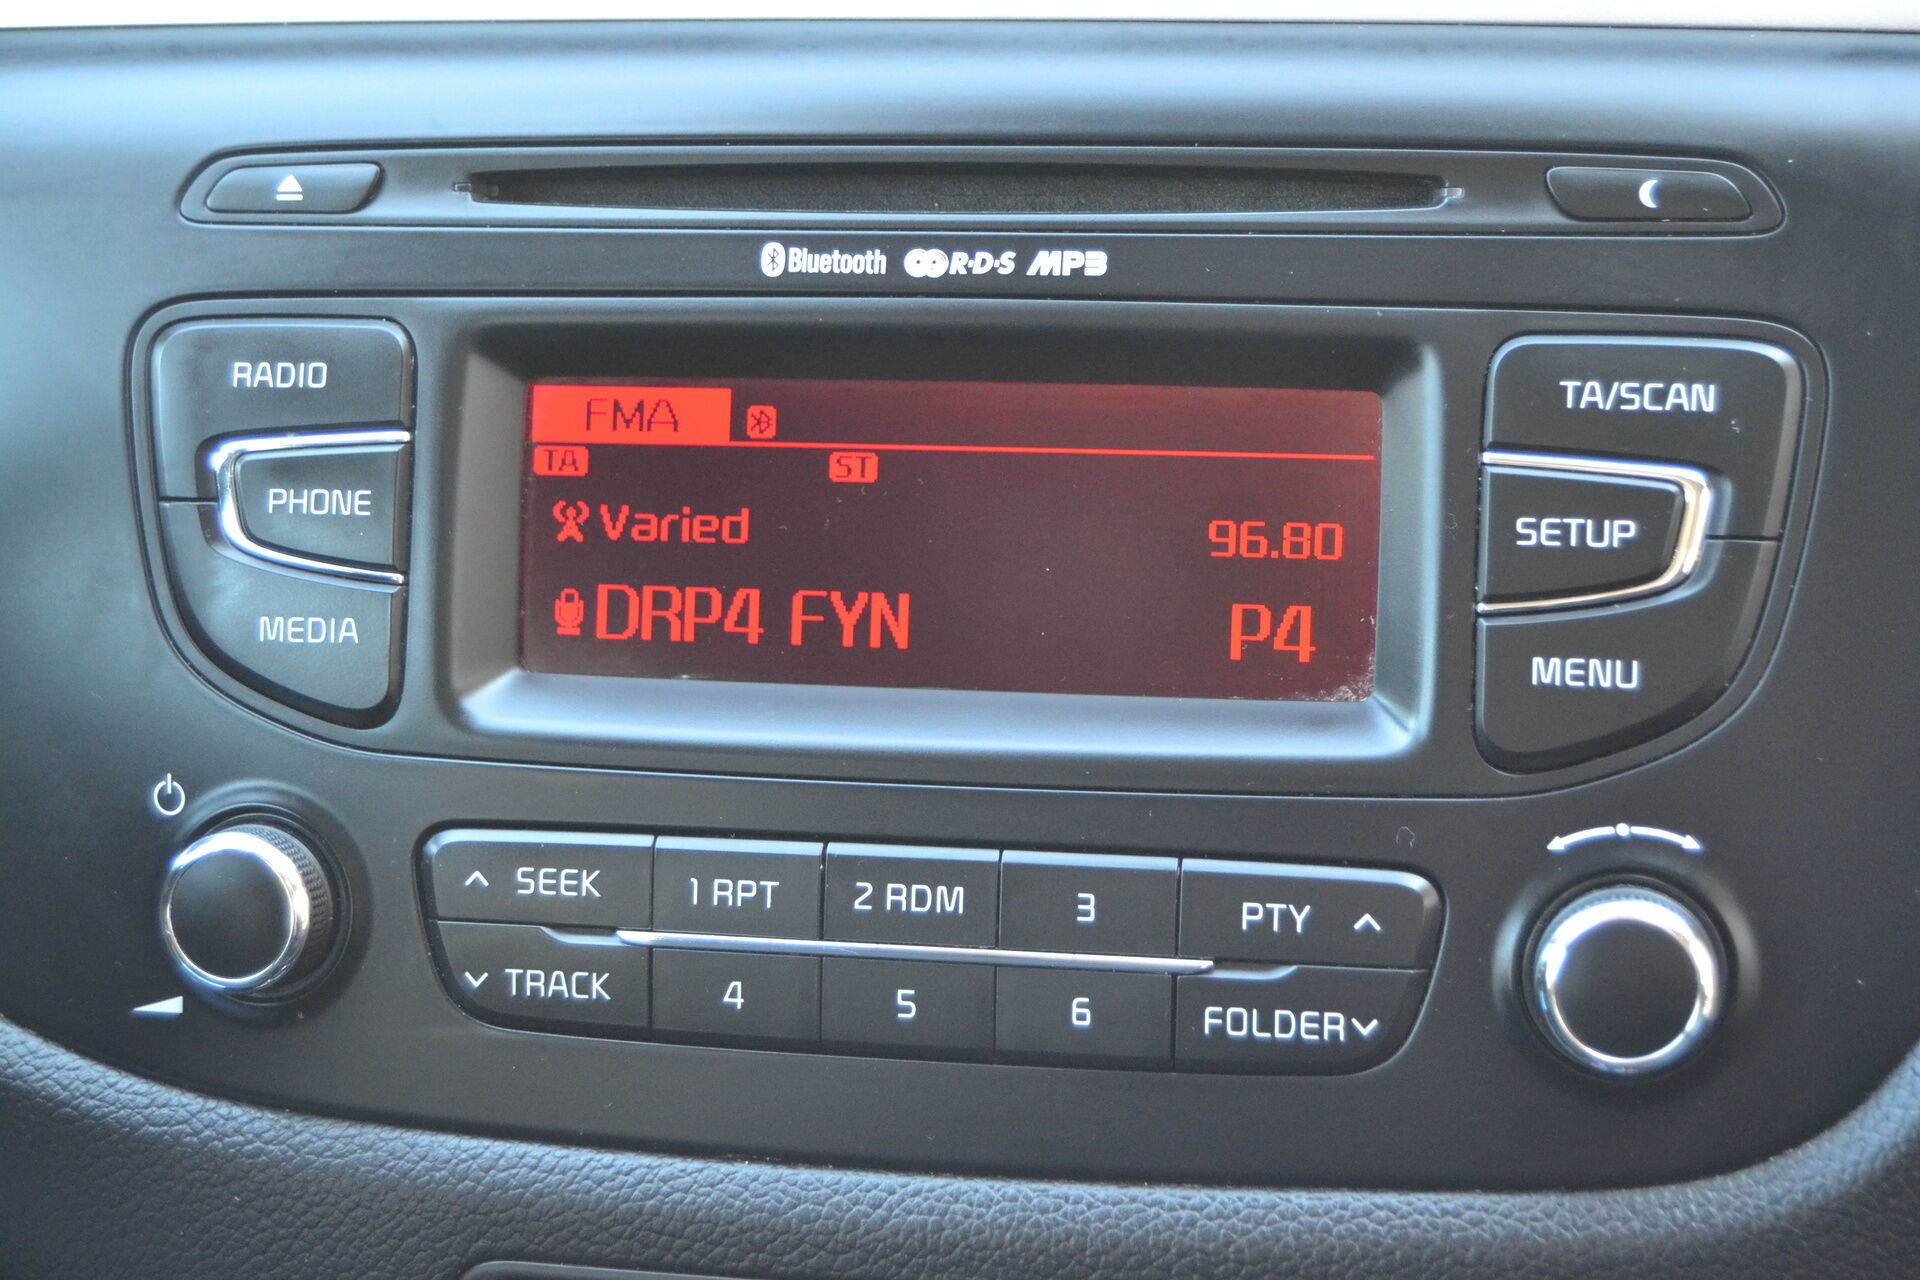 Bluetooth R·D·S MP3
RADIO
PHONE
MEDIA
FMA
TA ST
Varied 96.80
DRP4 FYN P4
TA/SCAN
SETUP
MENU
SEEK 1 RPT 2 RDM 3 PTY
TRACK 4 5 6 FOLDER